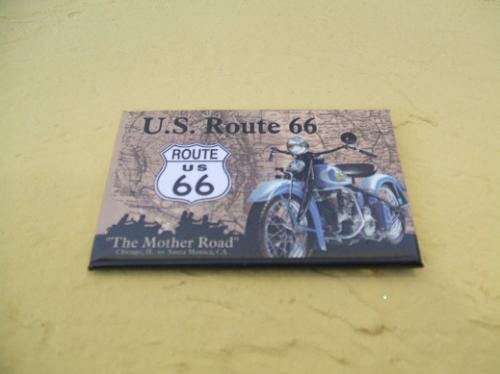 U.S. Route 66
ROUTE
US
66
"The Mother Road"
Chicago, IL to Santa Monica, CA